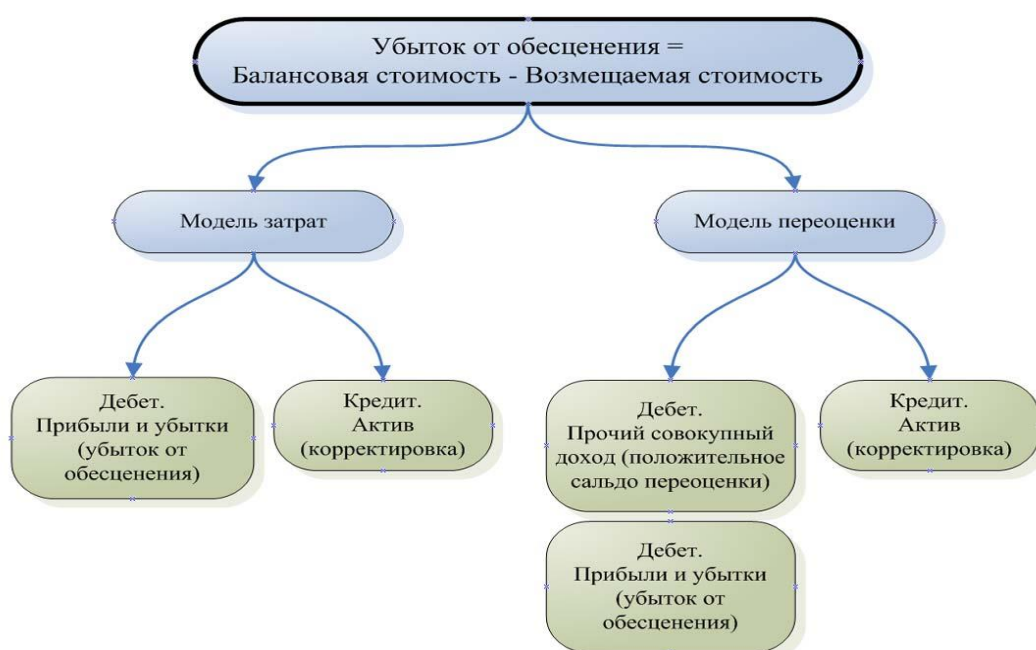 Убыток от обесценения =
Балансовая стоимость - Возмещаемая стоимость
Модель затрат
Модель переоценки
Дебет.
Прибыли и убытки
(убыток от
обесценения)
Кредит.
Актив
(корректировка)
Дебет.
Прочий совокупный
доход (положительное
сальдо переоценки)
Кредит.
Актив
(корректировка)
Дебет.
Прибыли и убытки
(убыток от
обесценения)